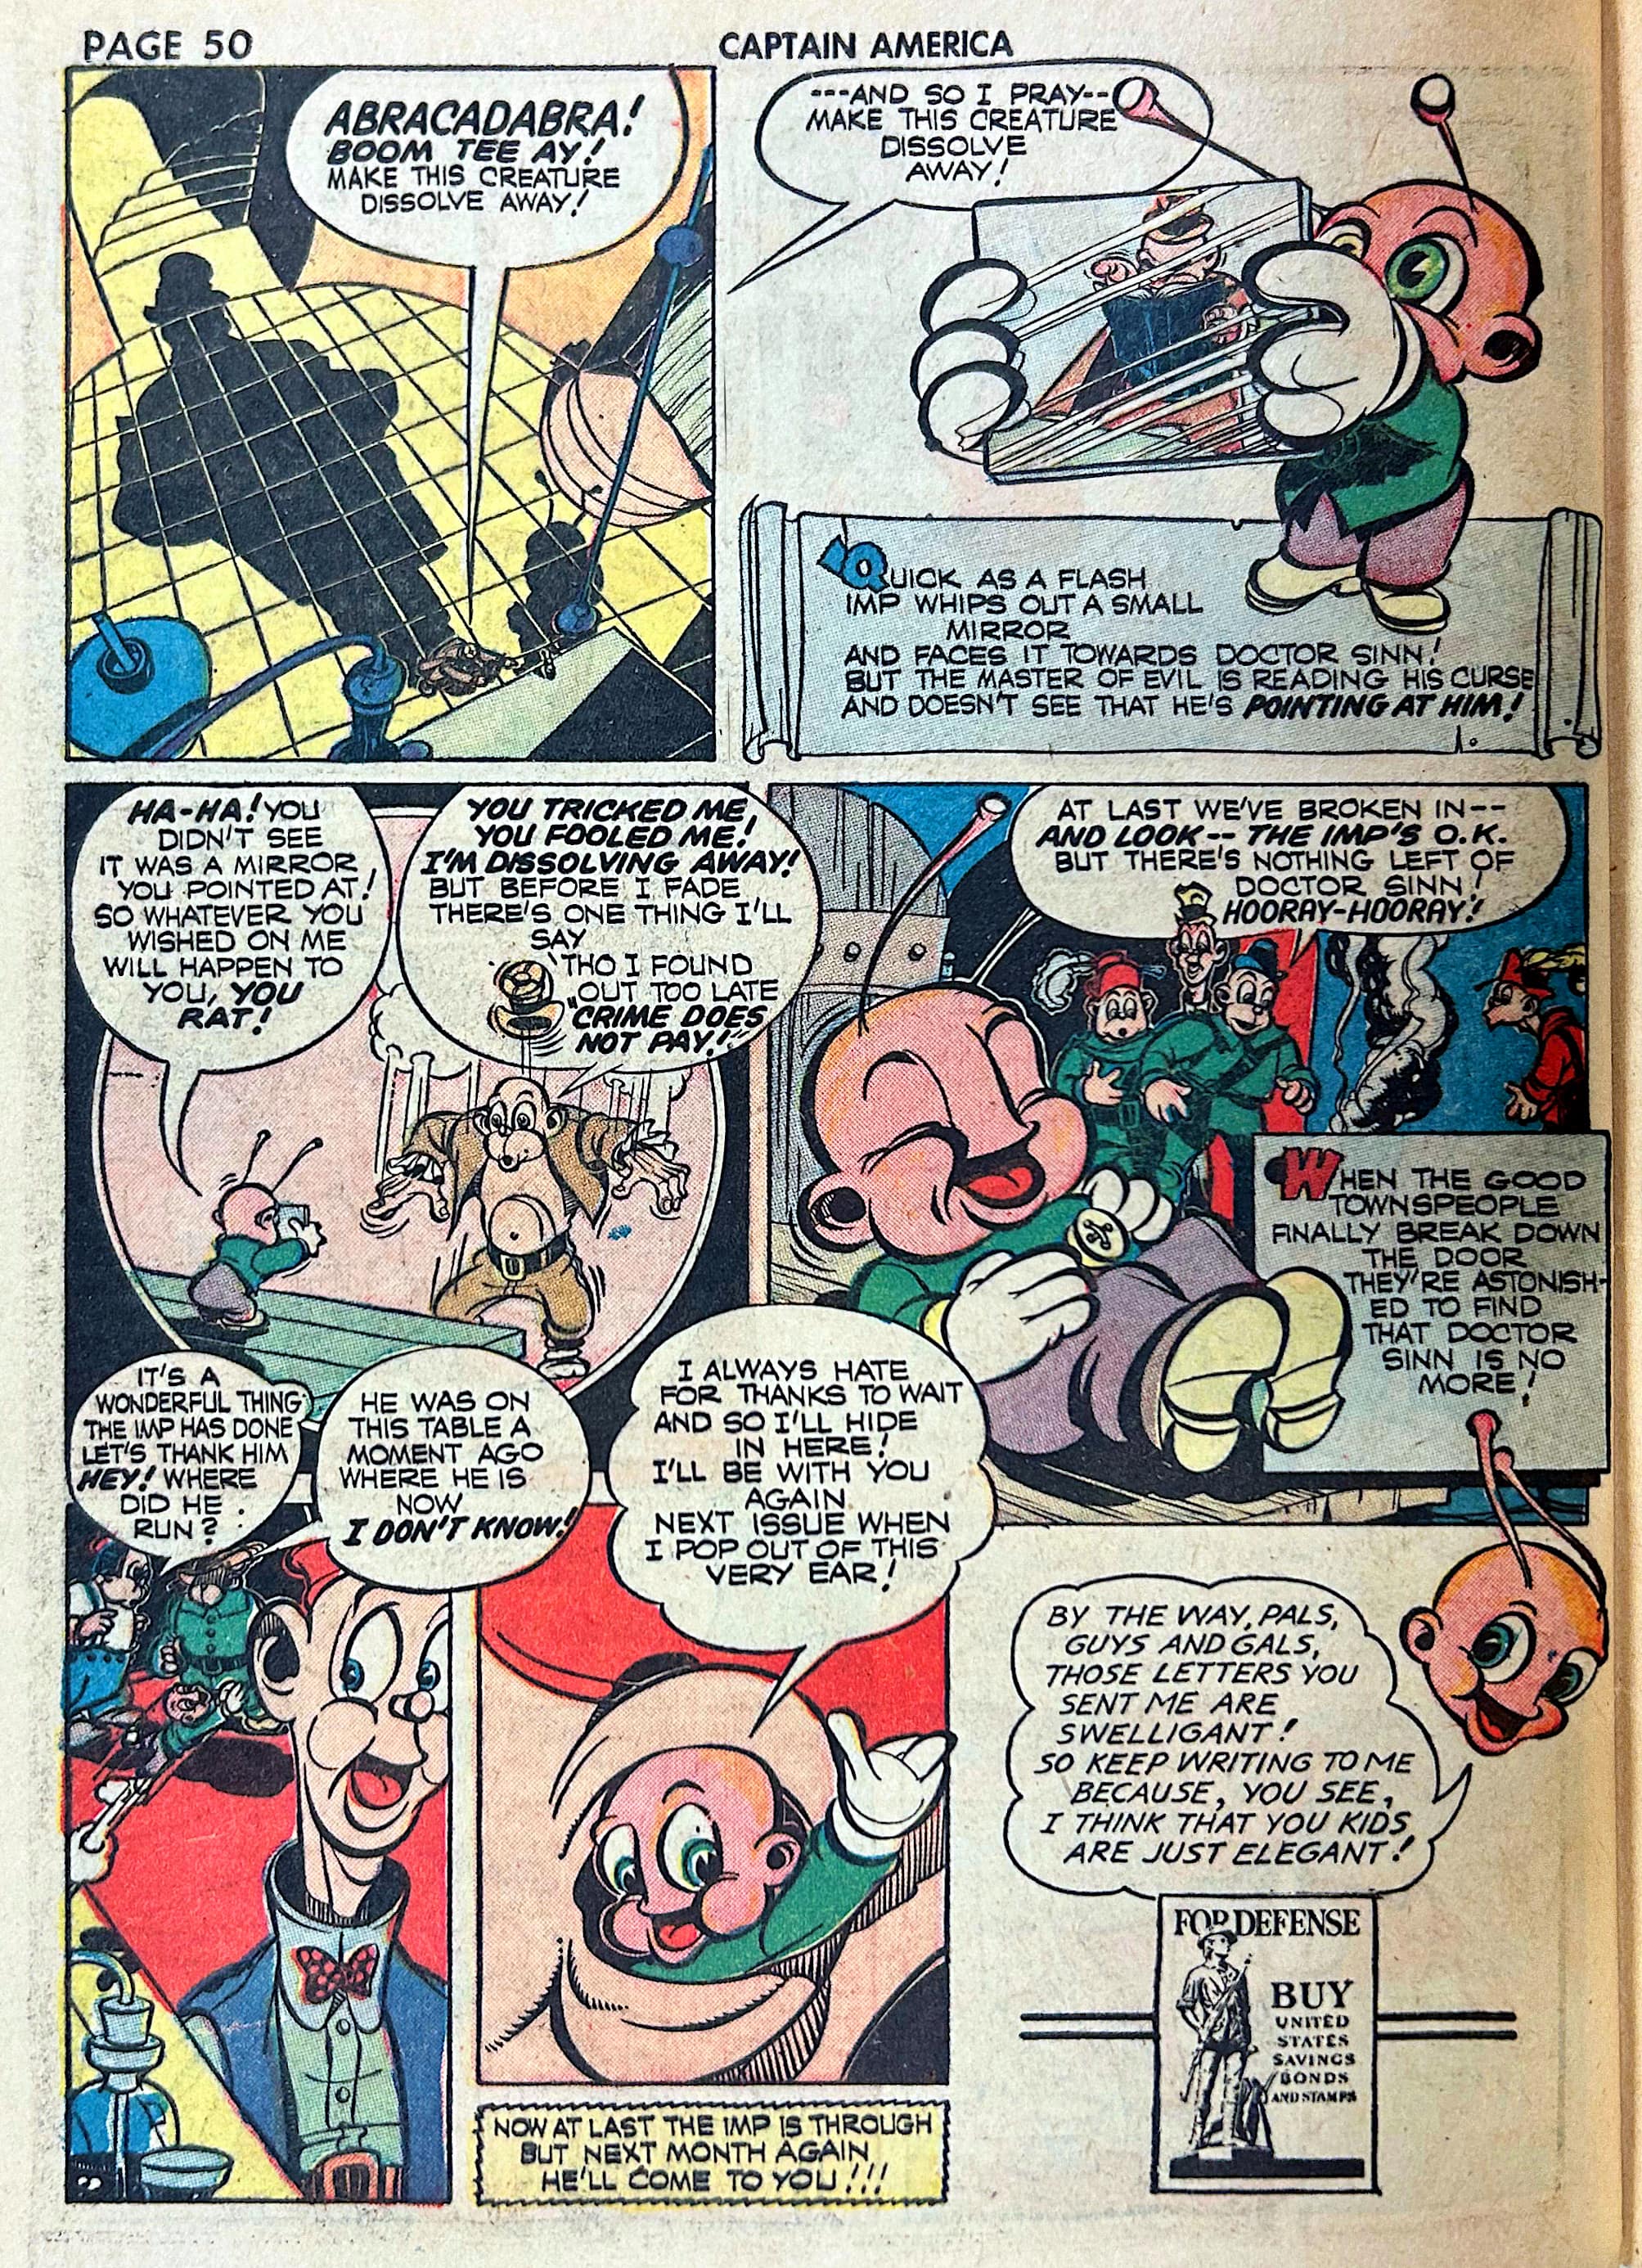 PAGE 50
CAPTAIN AMERICA
ABRACADABRA!
BOOM TEE AY!
MAKE THIS CREATURE
DISSOLVE AWAY!
---AND SO I PRAY--
MAKE THIS CREATURE
DISSOLVE
AWAY!
QUICK AS A FLASH
IMP WHIPS OUT A SMALL
MIRROR
AND FACES IT TOWARDS DOCTOR SINN!
BUT THE MASTER OF EVIL IS READING HIS CURSE
AND DOESN'T SEE THAT HE'S POINTING AT HIM!
HA-HA! YOU
DIDN'T SEE
IT WAS A MIRROR
YOU POINTED AT!
SO WHATEVER YOU
WISHED ON ME
WILL HAPPEN TO
YOU, YOU
RAT!
YOU TRICKED ME,
YOU FOOLED ME!
I'M DISSOLVING AWAY!
BUT BEFORE I FADE
THERE'S ONE THING I'LL
SAY
'THO I FOUND
OUT TOO LATE
"CRIME DOES
NOT PAY!"
AT LAST WE'VE BROKEN IN--
AND LOOK-- THE IMP'S O.K.
BUT THERE'S NOTHING LEFT OF
DOCTOR SINN!
HOORAY-HOORAY!
WHEN THE GOOD
TOWNSPEOPLE
FINALLY BREAK DOWN
THE DOOR
THEY'RE ASTONISH-
ED TO FIND
THAT DOCTOR
SINN IS NO
MORE!
IT'S A
WONDERFUL THING
THE IMP HAS DONE
LET'S THANK HIM
HEY! WHERE
DID HE
RUN?
HE WAS ON
THIS TABLE A
MOMENT AGO
WHERE HE IS
NOW
I DON'T KNOW!
I ALWAYS HATE
FOR THANKS TO WAIT
AND SO I'LL HIDE
IN HERE!
I'LL BE WITH YOU
AGAIN
NEXT ISSUE WHEN
I POP OUT OF THIS
VERY EAR!
NOW AT LAST THE IMP IS THROUGH
BUT NEXT MONTH AGAIN
HE'LL COME TO YOU!!!
BY THE WAY, PALS,
GUYS AND GALS,
THOSE LETTERS YOU
SENT ME ARE
SWELLIGANT!
SO KEEP WRITING TO ME
BECAUSE, YOU SEE,
I THINK THAT YOU KIDS
ARE JUST ELEGANT!
FOR DEFENSE
BUY
UNITED
STATES
SAVINGS
BONDS
AND STAMPS